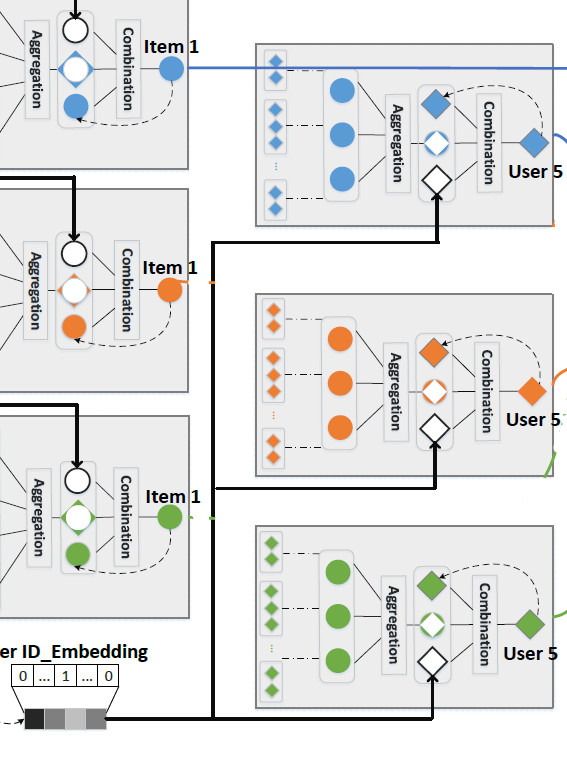 Item 1
Aggregation
Combination
Aggregation
Combination
User 5
Item 1
Aggregation
Combination
Aggregation
Combination
User 5
Item 1
Aggregation
Combination
Aggregation
Combination
User 5
er ID_Embedding
0 ... 1 ... 0